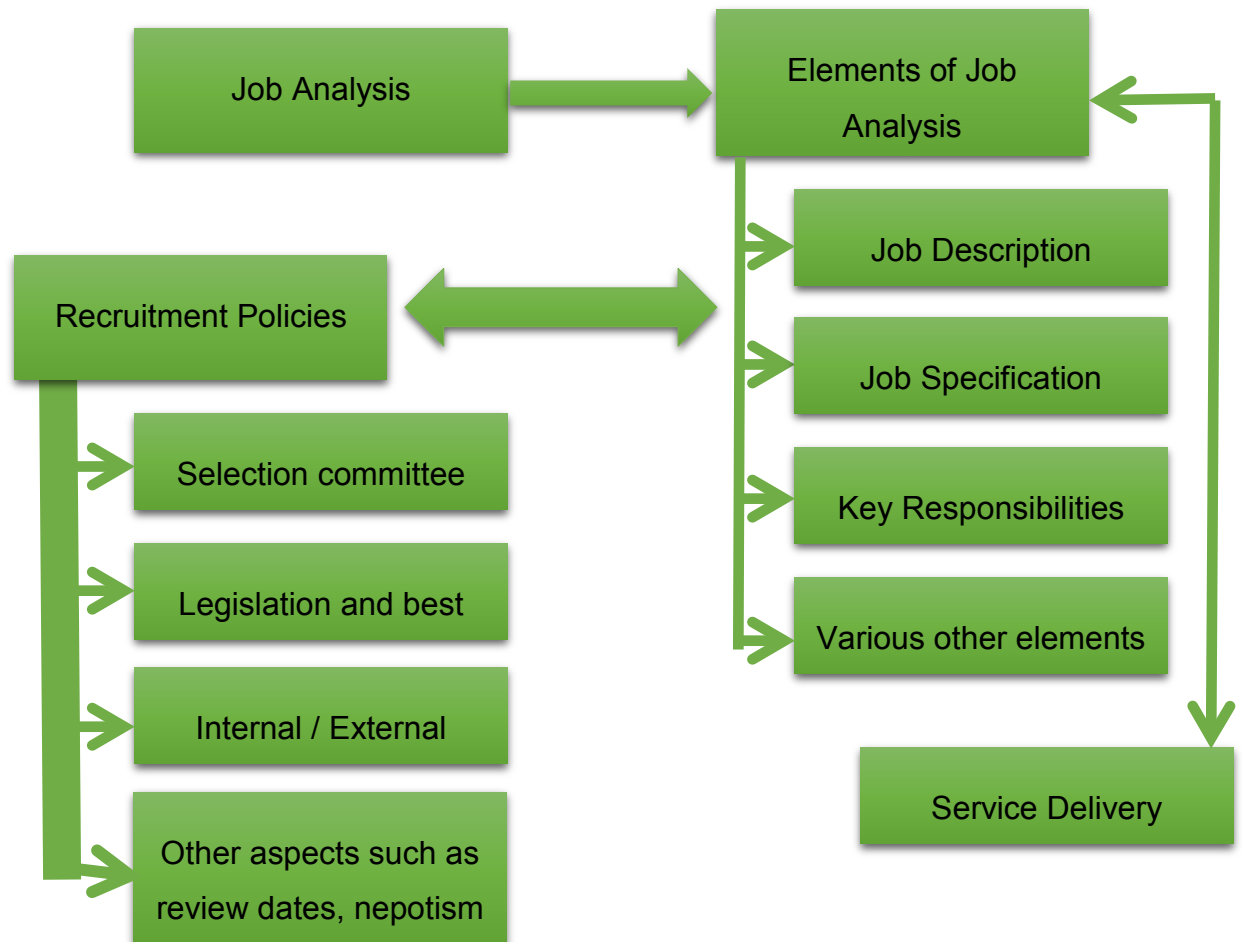 Job Analysis
Elements of Job
Analysis
Job Description
Recruitment Policies
Job Specification
Selection committee
Key Responsibilities
Legislation and best
Various other elements
Internal / External
Service Delivery
Other aspects such as
review dates, nepotism